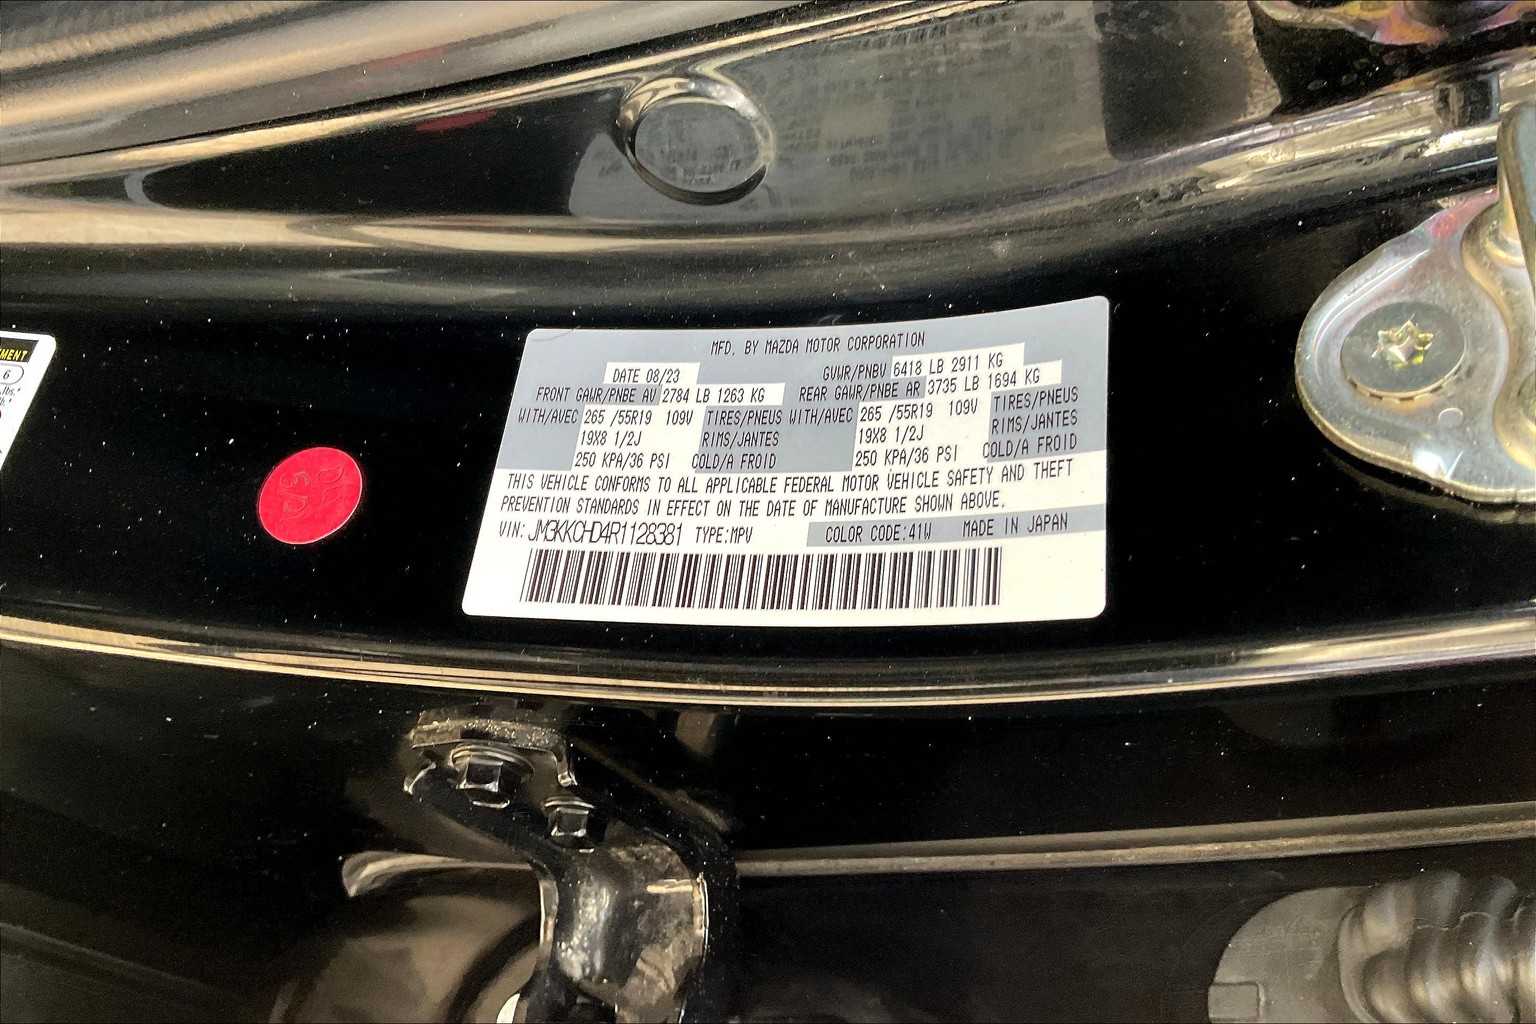 MENT
6
MFD. BY MAZDA MOTOR CORPORATION
DATE 08/23 GVWR/PNBV 6418 LB 2911 KG
FRONT GAWR/PNBE AV 2784 LB 1263 KG REAR GAWR/PNBE AR 3735 LB 1694 KG
WITH/AVEC 265 /55R19 109V TIRES/PNEUS WITH/AVEC 265 /55R19 109V TIRES/PNEUS
19X8 1/2J RIMS/JANTES 19X8 1/2J RIMS/JANTES
250 KPA/36 PSI COLD/A FROID 250 KPA/36 PSI COLD/A FROID
THIS VEHICLE CONFORMS TO ALL APPLICABLE FEDERAL MOTOR VEHICLE SAFETY AND THEFT
PREVENTION STANDARDS IN EFFECT ON THE DATE OF MANUFACTURE SHOWN ABOVE.
VIN: JM3KKCHD4R1128381 TYPE:MPV COLOR CODE:41W MADE IN JAPAN